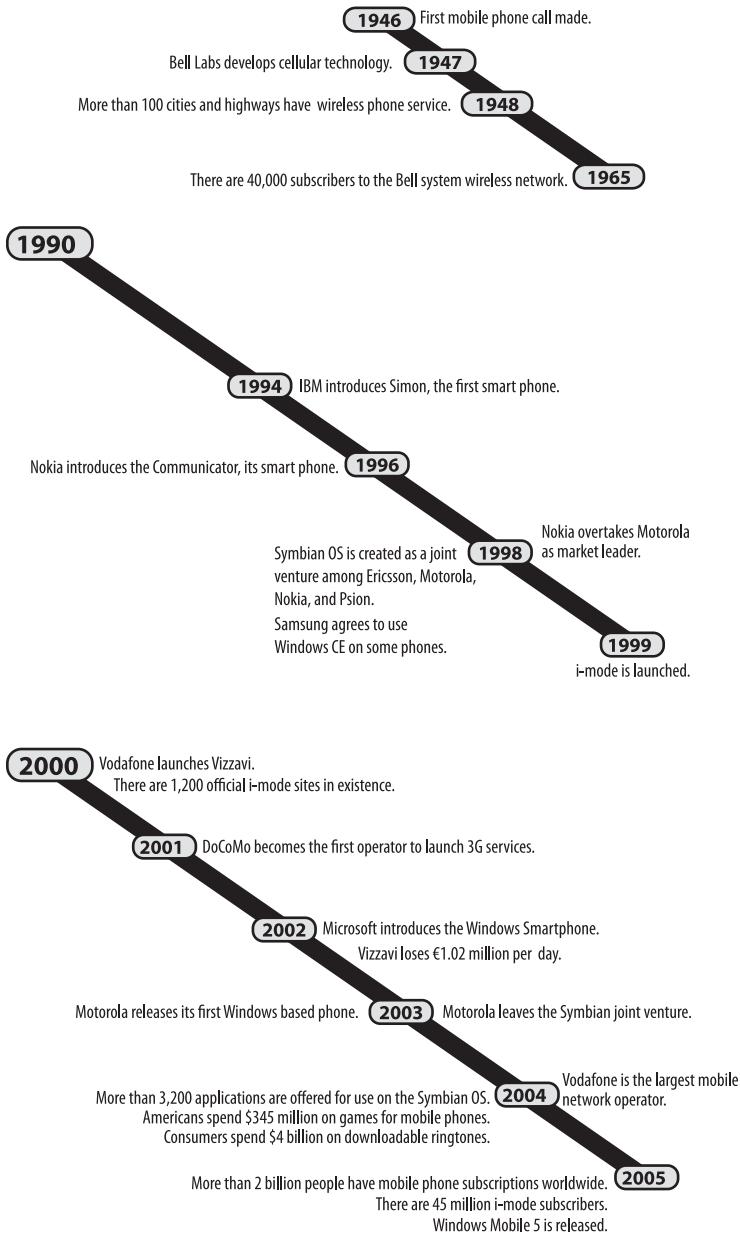 1946 First mobile phone call made.
Bell Labs develops cellular technology. 1947
More than 100 cities and highways have wireless phone service. 1948
There are 40,000 subscribers to the Bell system wireless network. 1965
1990
1994 IBM introduces Simon, the first smart phone.
Nokia introduces the Communicator, its smart phone. 1996
1998
Nokia overtakes Motorola
as market leader.
Symbian OS is created as a joint
venture among Ericsson, Motorola,
Nokia, and Psion.
Samsung agrees to use
Windows CE on some phones.
1999
i-mode is launched.
2000 Vodafone launches Vizzavi.
There are 1,200 official i-mode sites in existence.
2001 DoCoMo becomes the first operator to launch 3G services.
2002 Microsoft introduces the Windows Smartphone.
Vizzavi loses €1.02 million per day.
Motorola releases its first Windows based phone. 2003 Motorola leaves the Symbian joint venture.
2004
Vodafone is the largest mobile
network operator.
More than 3,200 applications are offered for use on the Symbian OS.
Americans spend $345 million on games for mobile phones.
Consumers spend $4 billion on downloadable ringtones.
2005
More than 2 billion people have mobile phone subscriptions worldwide.
There are 45 million i-mode subscribers.
Windows Mobile 5 is released.